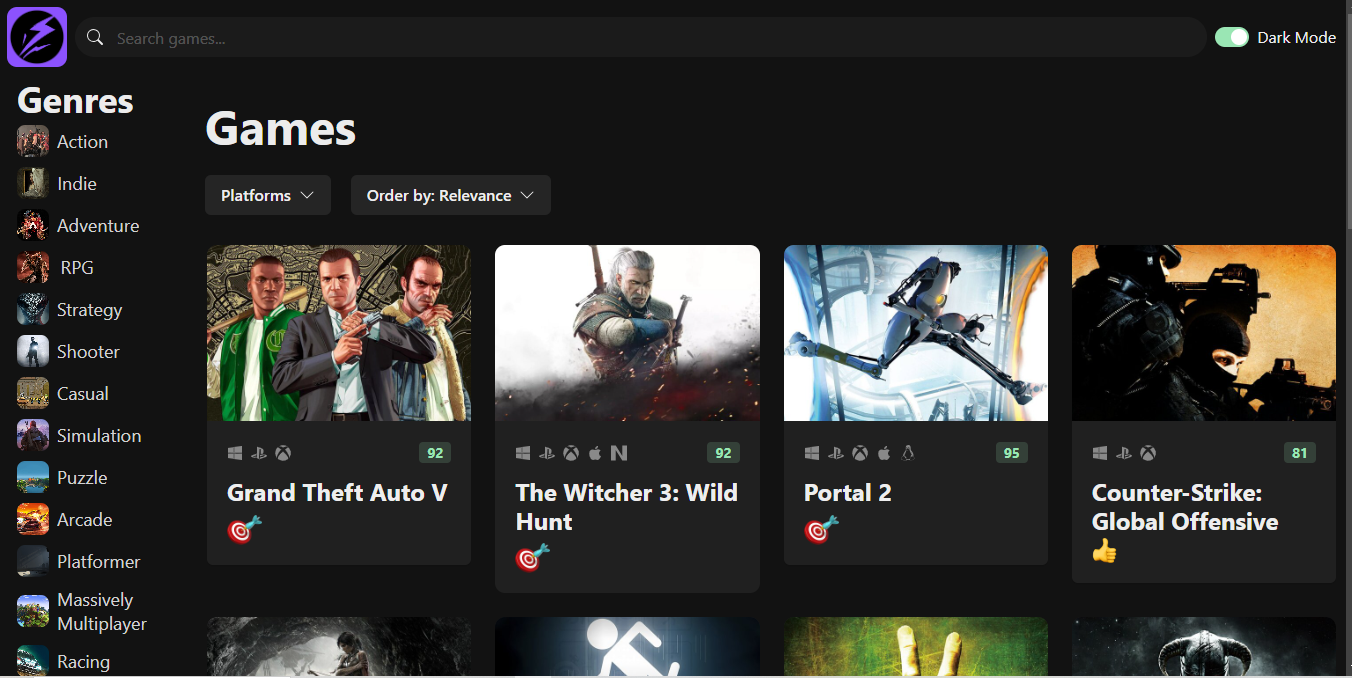 Search games...
Dark Mode
Genres
Action
Indie
Adventure
RPG
Strategy
Shooter
Casual
Simulation
Puzzle
Arcade
Platformer
Massively
Multiplayer
Racing
Games
Platforms
Order by: Relevance
92
Grand Theft Auto V
92
The Witcher 3: Wild
Hunt
95
Portal 2
81
Counter-Strike:
Global Offensive